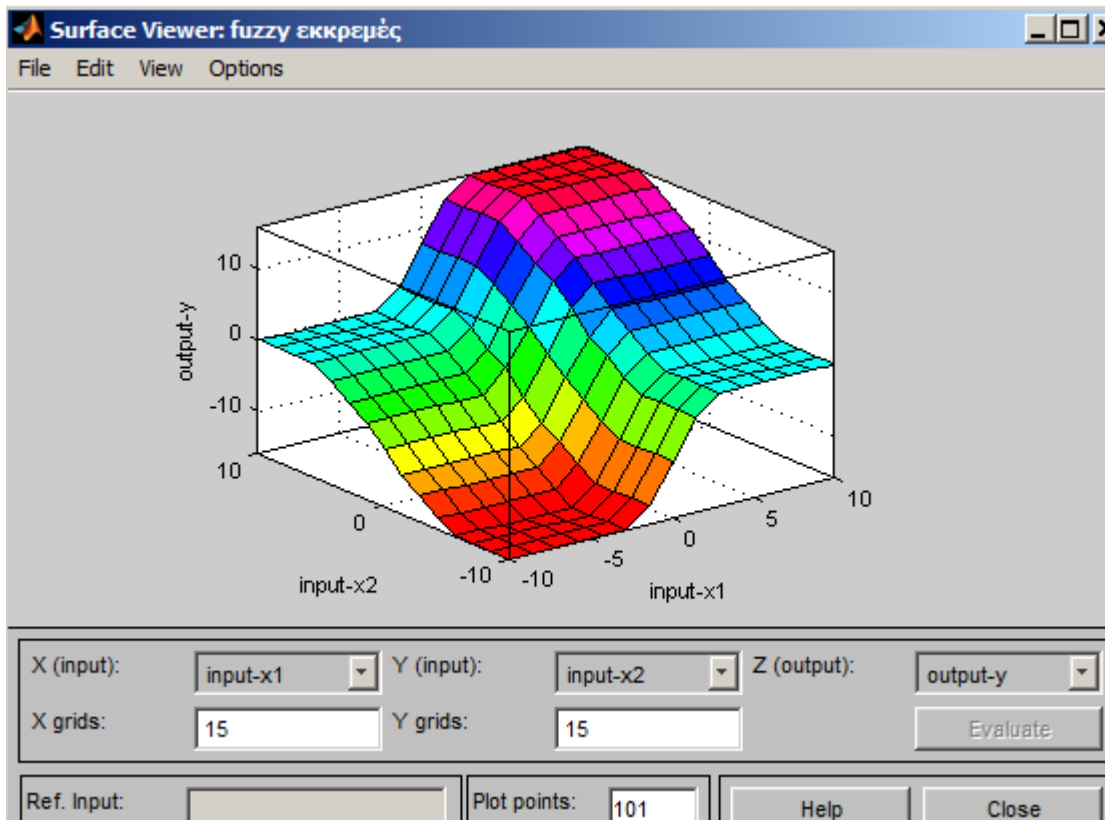 Surface Viewer: fuzzy εκκρεμές
File Edit View Options
10
0
-10
output-y
10
0
-10
input-x2
-10
-5
0
5
10
input-x1
X (input): input-x1 Y (input): input-x2 Z (output): output-y
X grids: 15 Y grids: 15 Evaluate
Ref. Input: Plot points: 101 Help Close